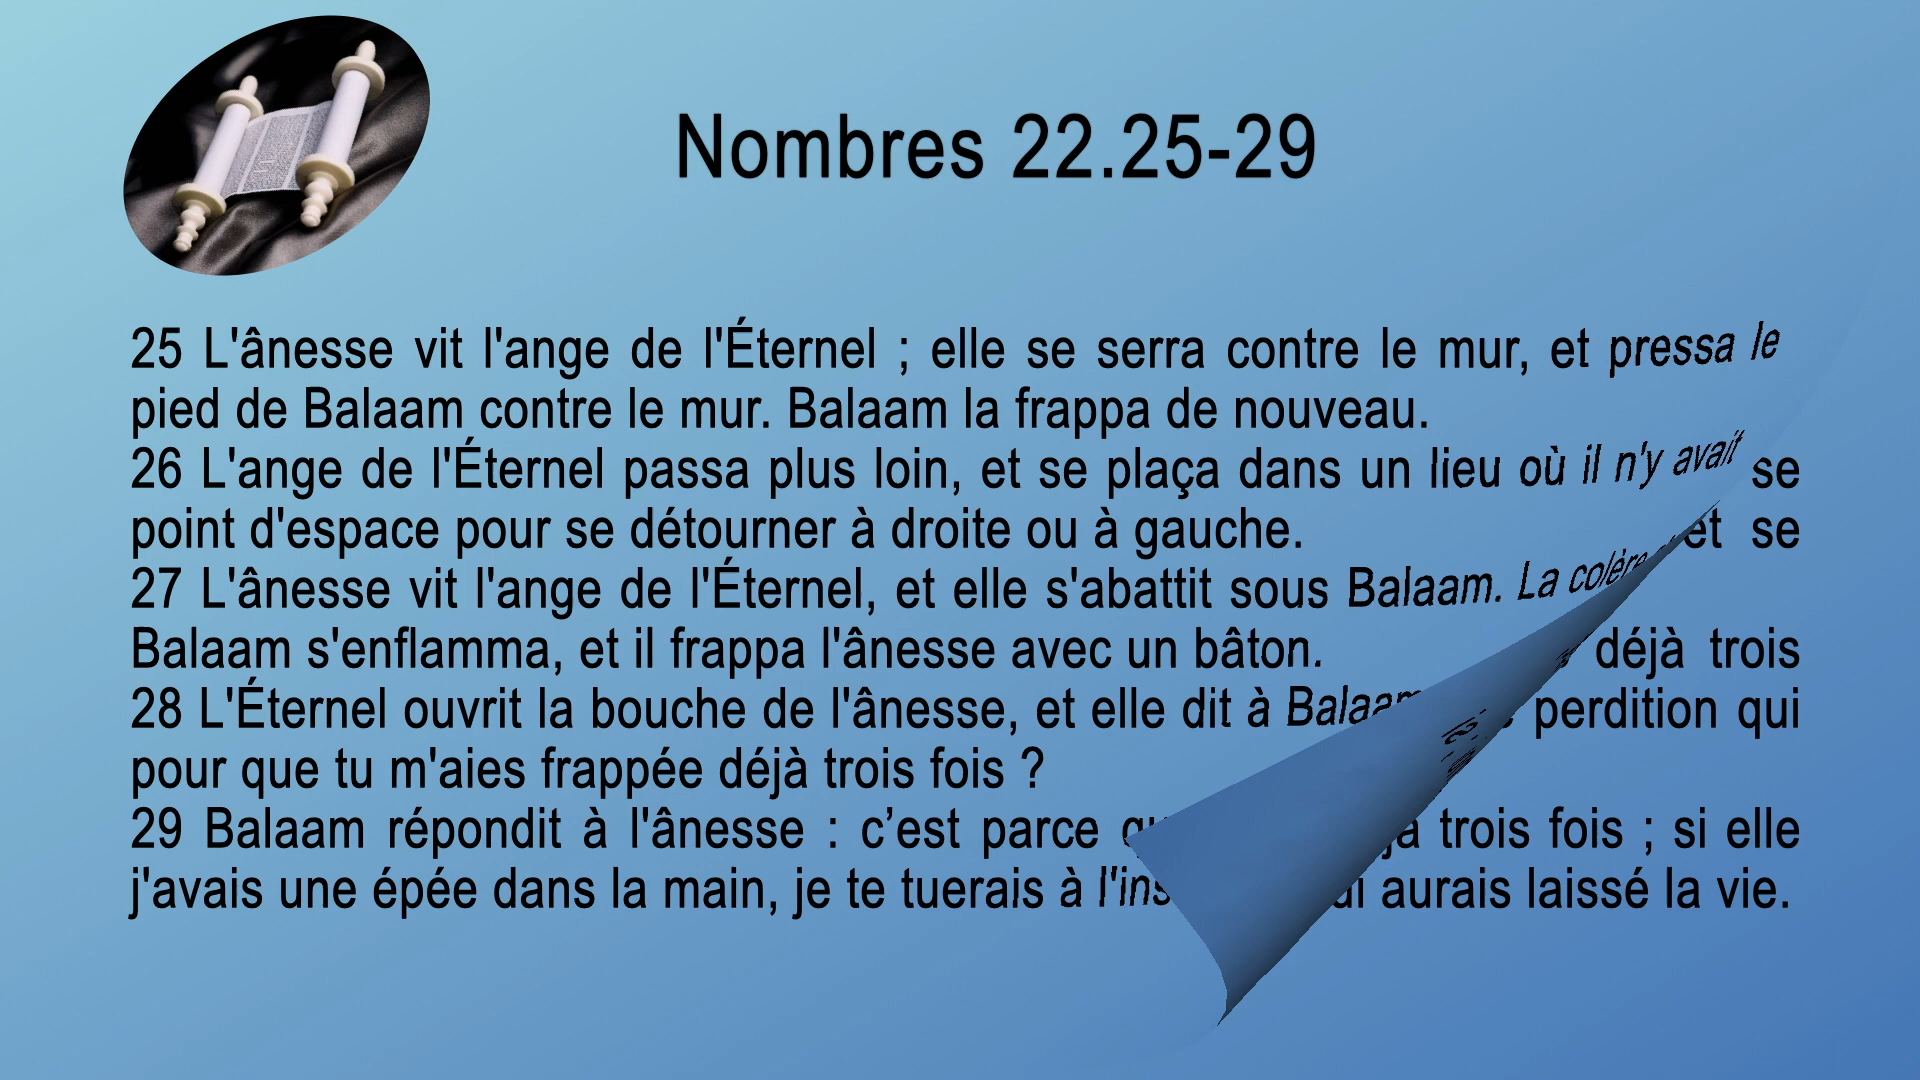 Nombres 22.25-29
25 L'ânesse vit l'ange de l'Éternel ; elle se serra contre le mur, et pressa le
pied de Balaam contre le mur. Balaam la frappa de nouveau.
26 L'ange de l'Éternel passa plus loin, et se plaça dans un lieu où il n'y avait se
point d'espace pour se détourner à droite ou à gauche. et se
27 L'ânesse vit l'ange de l'Éternel, et elle s'abattit sous Balaam. La colère
Balaam s'enflamma, et il frappa l'ânesse avec un bâton. déjà trois
28 L'Éternel ouvrit la bouche de l'ânesse, et elle dit à Balaam perdition qui
pour que tu m'aies frappée déjà trois fois ?
29 Balaam répondit à l'ânesse : c’est parce trois fois ; si elle
j'avais une épée dans la main, je te tuerais à aurais laissé la vie.